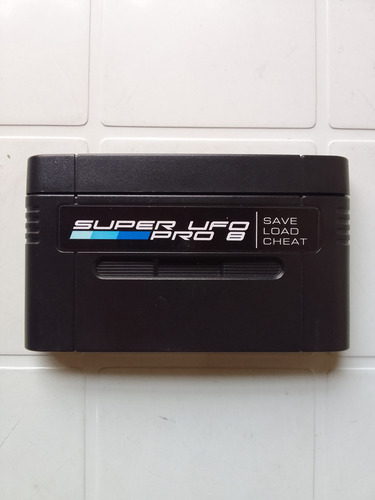 SUPER UFO
PRO 8
SAVE
LOAD
CHEAT